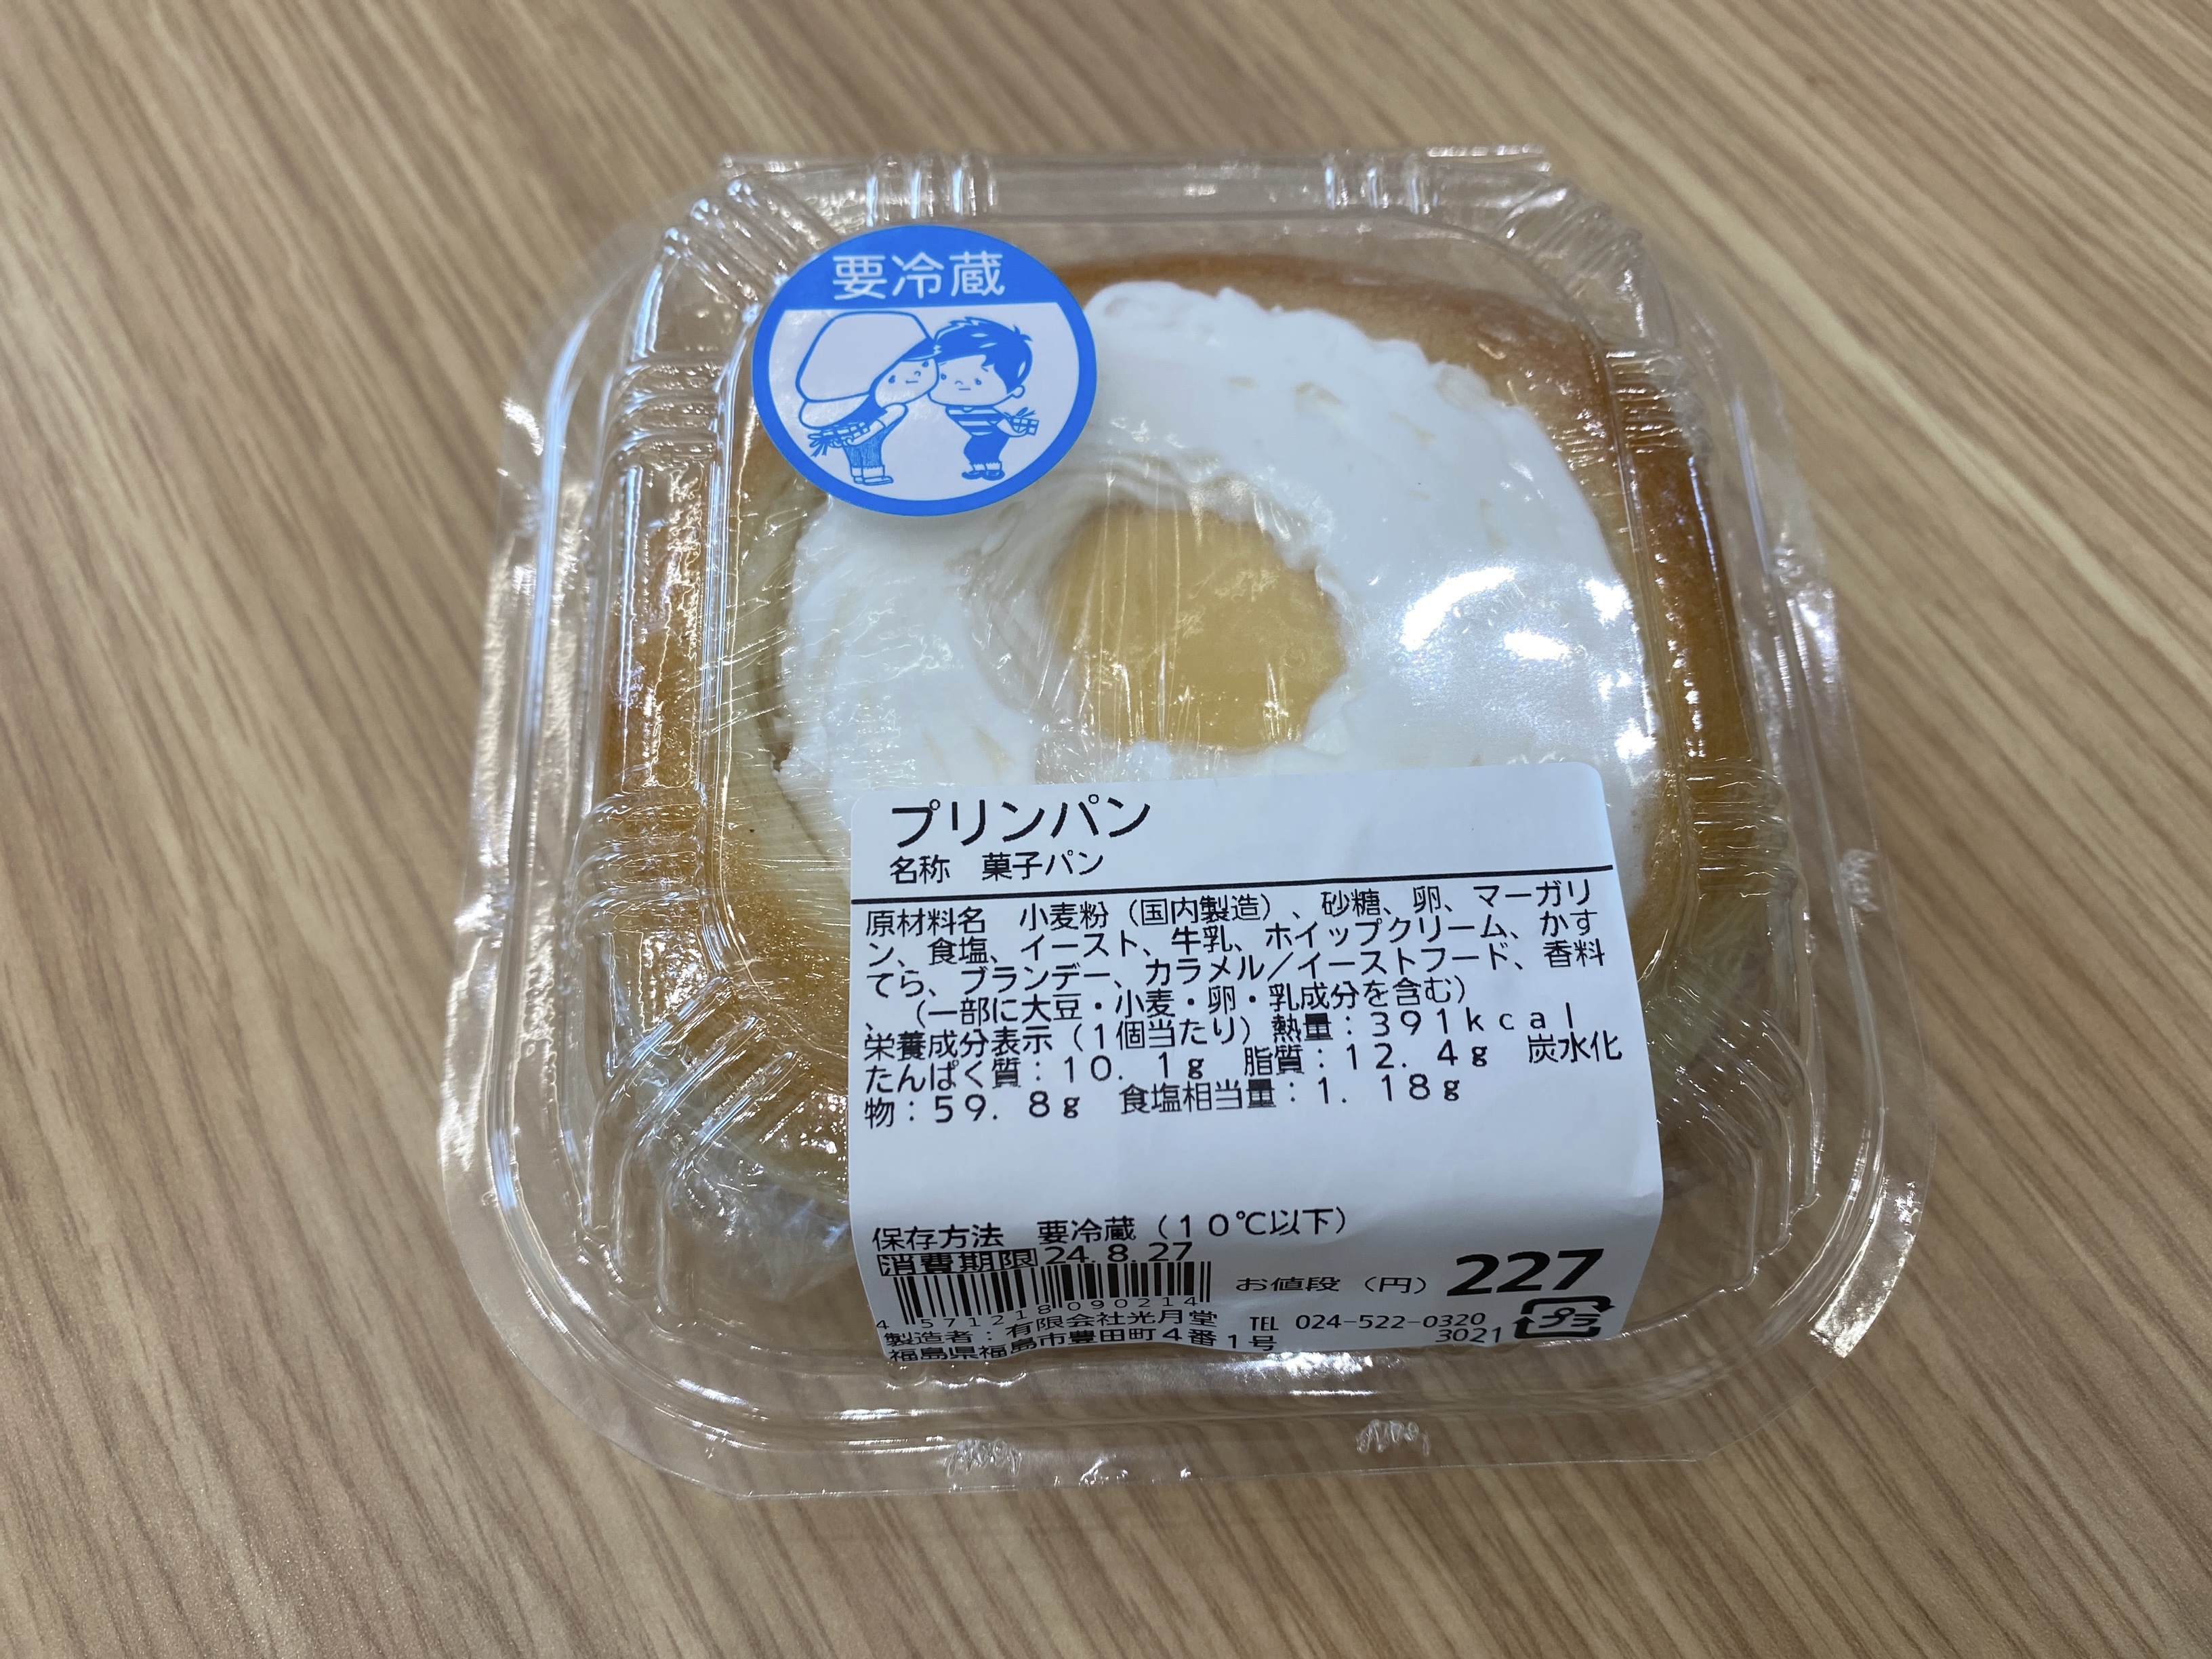 要冷蔵
プリンパン
名称　菓子パン
原材料名　小麦粉（国内製造）、砂糖、卵、マーガリ
ン、食塩、イースト、牛乳、ホイップクリーム、かす
てら、ブランデー、カラメル／イーストフード、香料
、（一部に大豆・小麦・卵・乳成分を含む）
栄養成分表示（１個当たり）熱量：３９１ｋｃａｌ
たんぱく質：１０．１ｇ　脂質：１２．４ｇ　炭水化
物：５９．８ｇ　食塩相当量：１．１８ｇ
保存方法　要冷蔵（１０℃以下）
消費期限 24.8.27
お値段（円）227
4 571218 090214
製造者：有限会社光月堂　TEL 024-522-0320
福島県福島市豊田町４番１号　3021
プラ